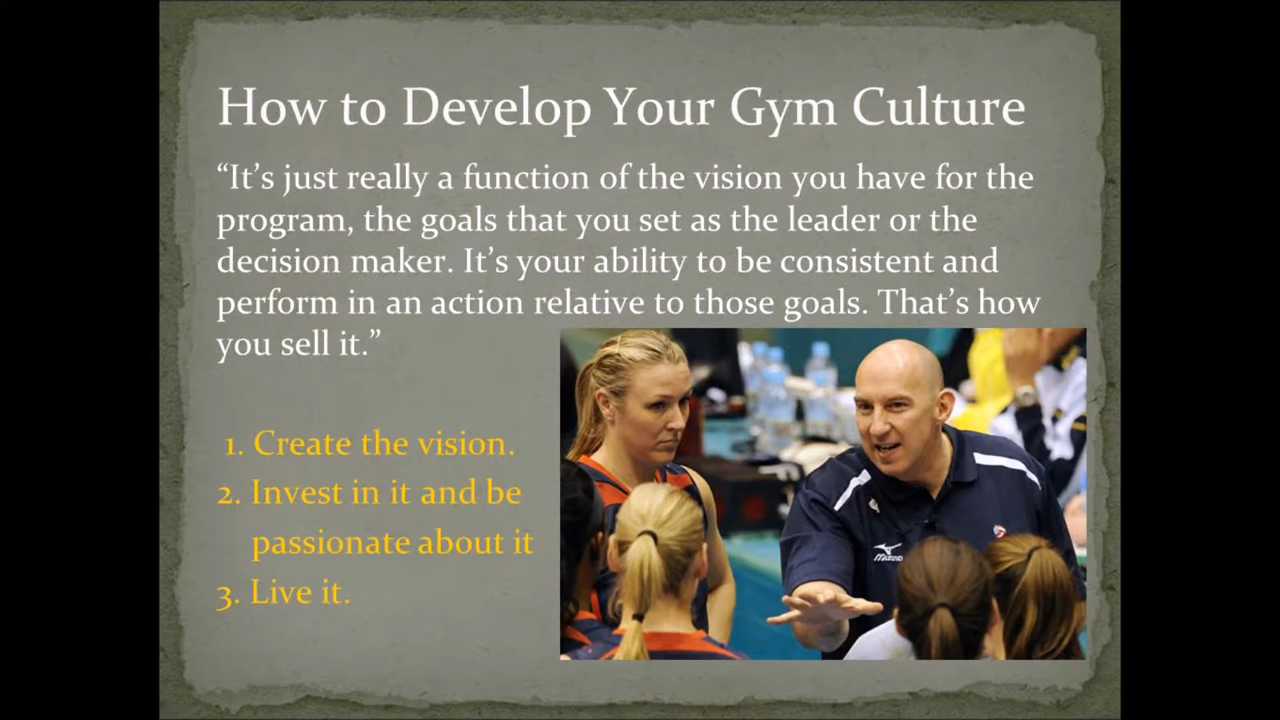 How to Develop Your Gym Culture
“It’s just really a function of the vision you have for the
program, the goals that you set as the leader or the
decision maker. It’s your ability to be consistent and
perform in an action relative to those goals. That’s how
you sell it.”
1. Create the vision.
2. Invest in it and be
passionate about it
3. Live it.
MIZUNO